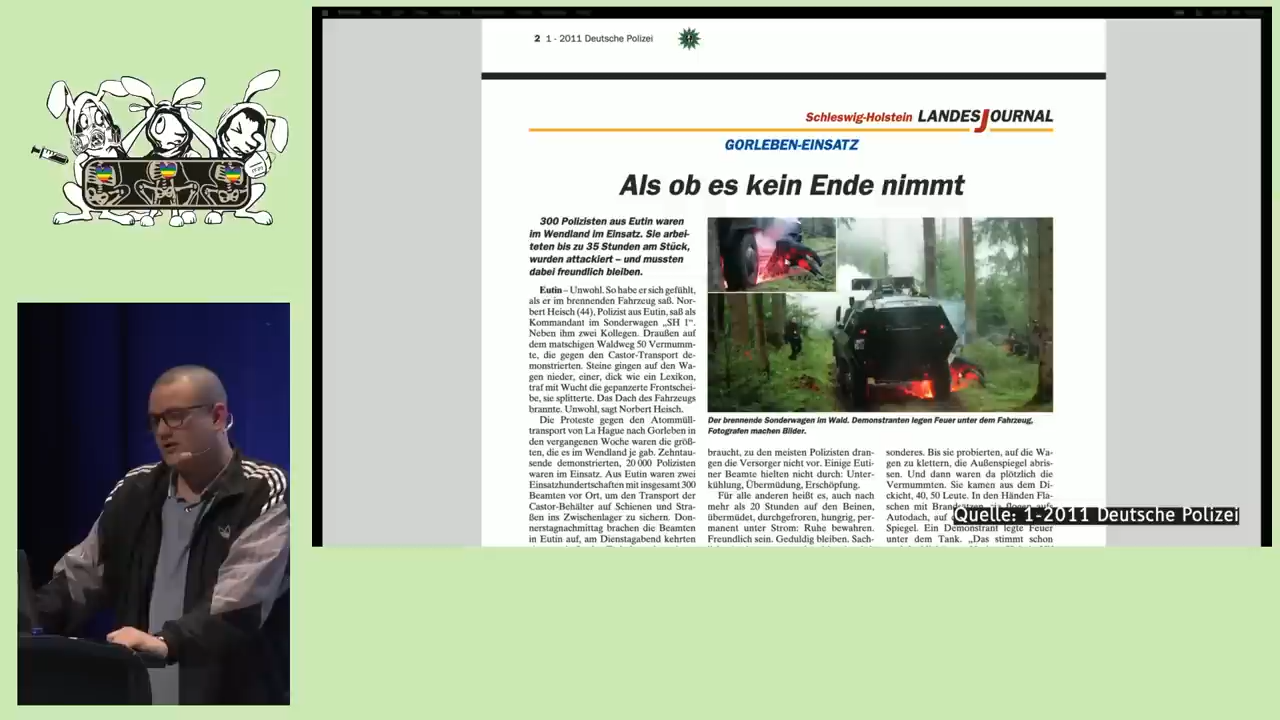 2 1 - 2011 Deutsche Polizei
Schleswig-Holstein LANDESJOURNAL
GORLEBEN-EINSATZ
Als ob es kein Ende nimmt
300 Polizisten aus Eutin waren
im Wendland im Einsatz. Sie arbei-
teten bis zu 35 Stunden am Stück,
wurden attackiert – und mussten
dabei freundlich bleiben.
Eutin – Unwohl. So habe er sich gefühlt,
als er im brennenden Fahrzeug saß. Nor-
bert Heisch (44), Polizist aus Eutin, saß als
Kommandant im Sonderwagen „SH 1“.
Neben ihm zwei Kollegen. Draußen auf
dem matschigen Waldweg 50 Vermumm-
te, die gegen den Castor-Transport de-
monstrierten. Steine gingen auf den Wa-
gen nieder, einer, dick wie ein Lexikon,
traf mit Wucht die gepanzerte Frontschei-
be, sie splitterte. Das Dach des Fahrzeugs
brannte. Unwohl, sagt Norbert Heisch.
Die Proteste gegen den Atommüll-
transport von La Hague nach Gorleben in
den vergangenen Woche waren die größ-
ten, die es im Wendland je gab. Zehntau-
sende demonstrierten, 20 000 Polizisten
waren im Einsatz. Aus Eutin waren zwei
Einsatzhundertschaften mit insgesamt 300
Beamten vor Ort, um den Transport der
Castor-Behälter auf Schienen und Stra-
ßen ins Zwischenlager zu sichern. Don-
nerstagnachmittag brachen die Beamten
in Eutin auf, am Dienstagabend kehrten
Der brennende Sonderwagen im Wald. Demonstranten legen Feuer unter dem Fahrzeug,
Fotografen machen Bilder.
braucht, zu den meisten Polizisten dran-
gen die Versorger nicht vor. Einige Euti-
ner Beamte hielten nicht durch: Unter-
kühlung, Übermüdung, Erschöpfung.
Für alle anderen heißt es, auch nach
mehr als 20 Stunden auf den Beinen,
übermüdet, durchgefroren, hungrig, per-
manent unter Strom: Ruhe bewahren.
Freundlich sein. Geduldig bleiben. Sach-
sonderes. Bis sie probierten, auf die Wa-
gen zu klettern, die Außenspiegel abris-
sen. Und dann waren da plötzlich die
Vermummten. Sie kamen aus dem Di-
ckicht, 40, 50 Leute. In den Händen Fla-
schen mit Brandsätzen, sie flogen aufs
Autodach, auf
Spiegel. Ein Demonstrant legte Feuer
unter dem Tank. „Das stimmt schon
Quelle: 1-2011 Deutsche Polizei